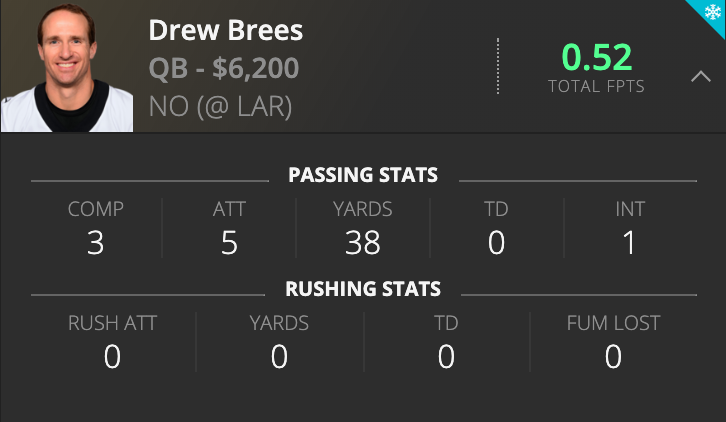 Drew Brees
QB - $6,200
NO (@ LAR)
0.52
TOTAL FPTS
PASSING STATS
COMP ATT YARDS TD INT
3 5 38 0 1
RUSHING STATS
RUSH ATT YARDS TD FUM LOST
0 0 0 0